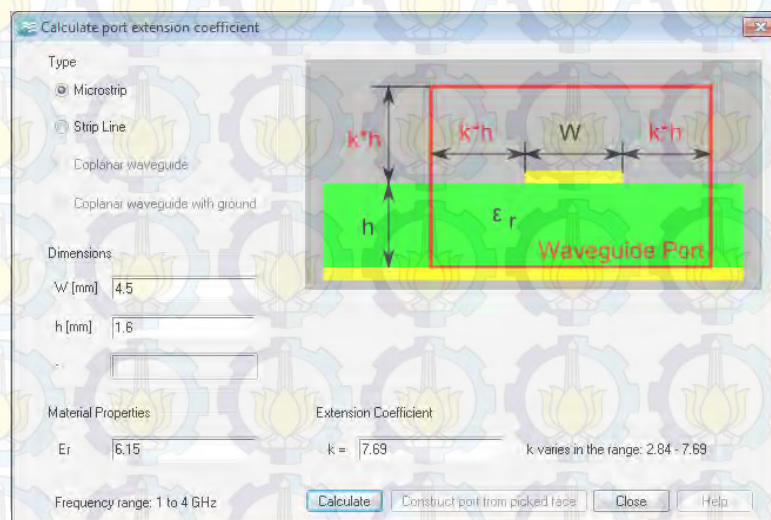 Calculate port extension coefficient
Type
Microstrip
Strip Line
Coplanar waveguide
Coplanar waveguide with ground
k*h
k*h
W
k*h
h
ε r
Waveguide Port
Dimensions
W [mm] 4.5
h [mm] 1.6
-
Material Properties
Extension Coefficient
Er 6.15
k = 7.69
k varies in the range: 2.84 - 7.69
Frequency range: 1 to 4 GHz
Calculate
Construct port from picked face
Close
Help